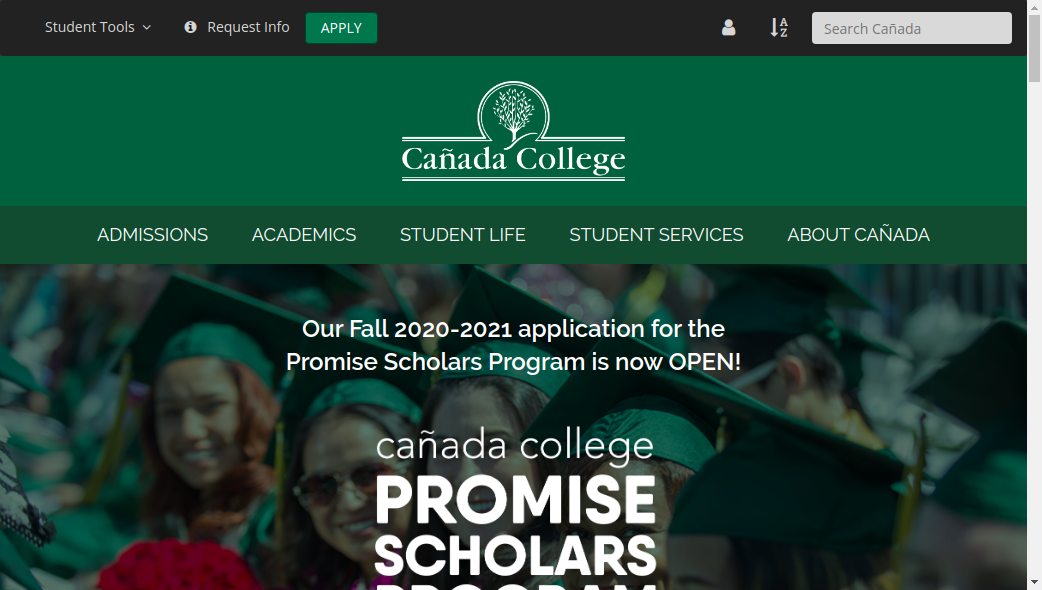 Student Tools
Request Info
APPLY
A
Z
Search Cañada
Cañada College
ADMISSIONS
ACADEMICS
STUDENT LIFE
STUDENT SERVICES
ABOUT CAÑADA
Our Fall 2020-2021 application for the
Promise Scholars Program is now OPEN!
cañada college
PROMISE
SCHOLARS
PROGRAM